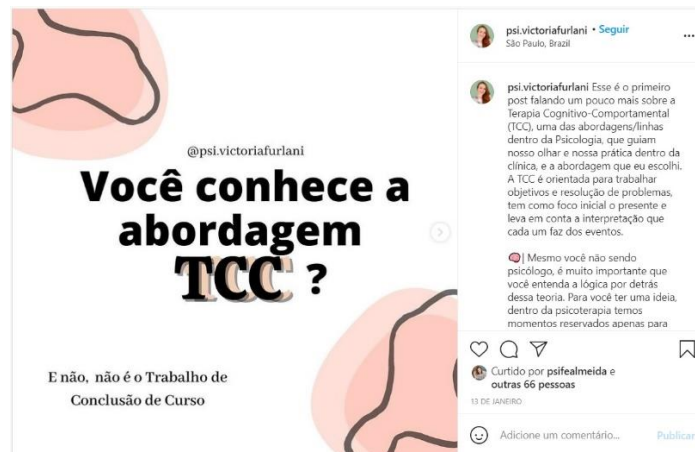 @psi.victoriafurlani
Você conhece a
abordagem
TCC ?
E não, não é o Trabalho de
Conclusão de Curso
psi.victoriafurlani • Seguir
São Paulo, Brazil
psi.victoriafurlani Esse é o primeiro
post falando um pouco mais sobre a
Terapia Cognitivo-Comportamental
(TCC), uma das abordagens/linhas
dentro da Psicologia, que guiam
nosso olhar e nossa prática dentro da
clínica, e a abordagem que eu escolhi.
A TCC é orientada para trabalhar
objetivos e resolução de problemas,
tem como foco inicial o presente e
leva em conta a interpretação que
cada um faz dos eventos.
🧠| Mesmo você não sendo
psicólogo, é muito importante que
você entenda a lógica por detrás
dessa teoria. Para você ter uma ideia,
dentro da psicoterapia temos
momentos reservados apenas para
Curtido por psifealmeida e
outras 66 pessoas
13 DE JANEIRO
Adicione um comentário... Publicar